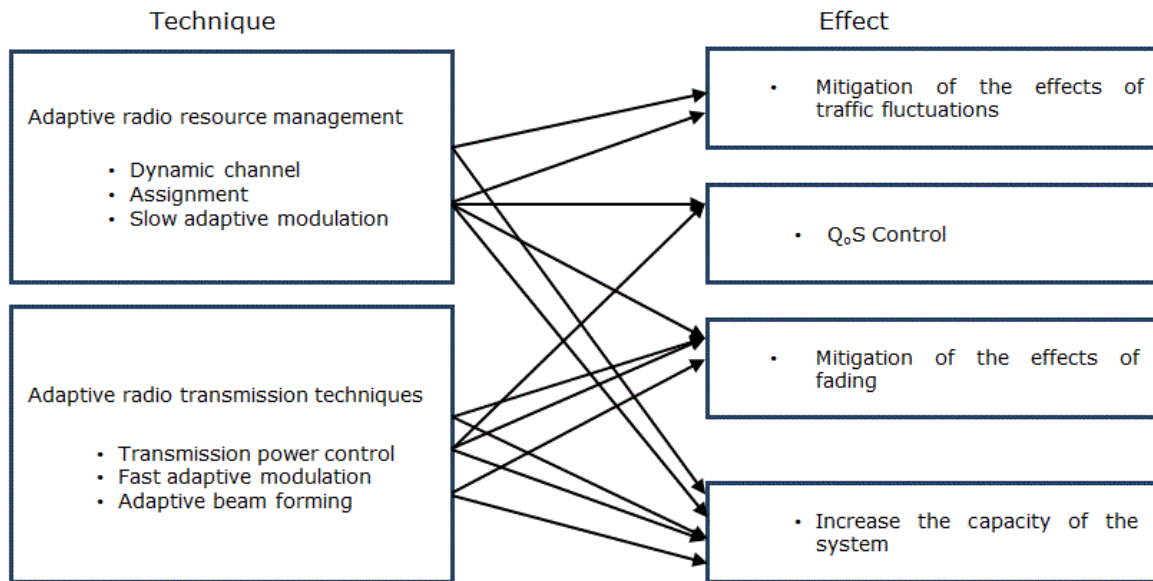 Technique
Adaptive radio resource management
• Dynamic channel
• Assignment
• Slow adaptive modulation
Adaptive radio transmission techniques
• Transmission power control
• Fast adaptive modulation
• Adaptive beam forming
Effect
• Mitigation of the effects of
traffic fluctuations
• QₒS Control
• Mitigation of the effects of
fading
• Increase the capacity of the
system